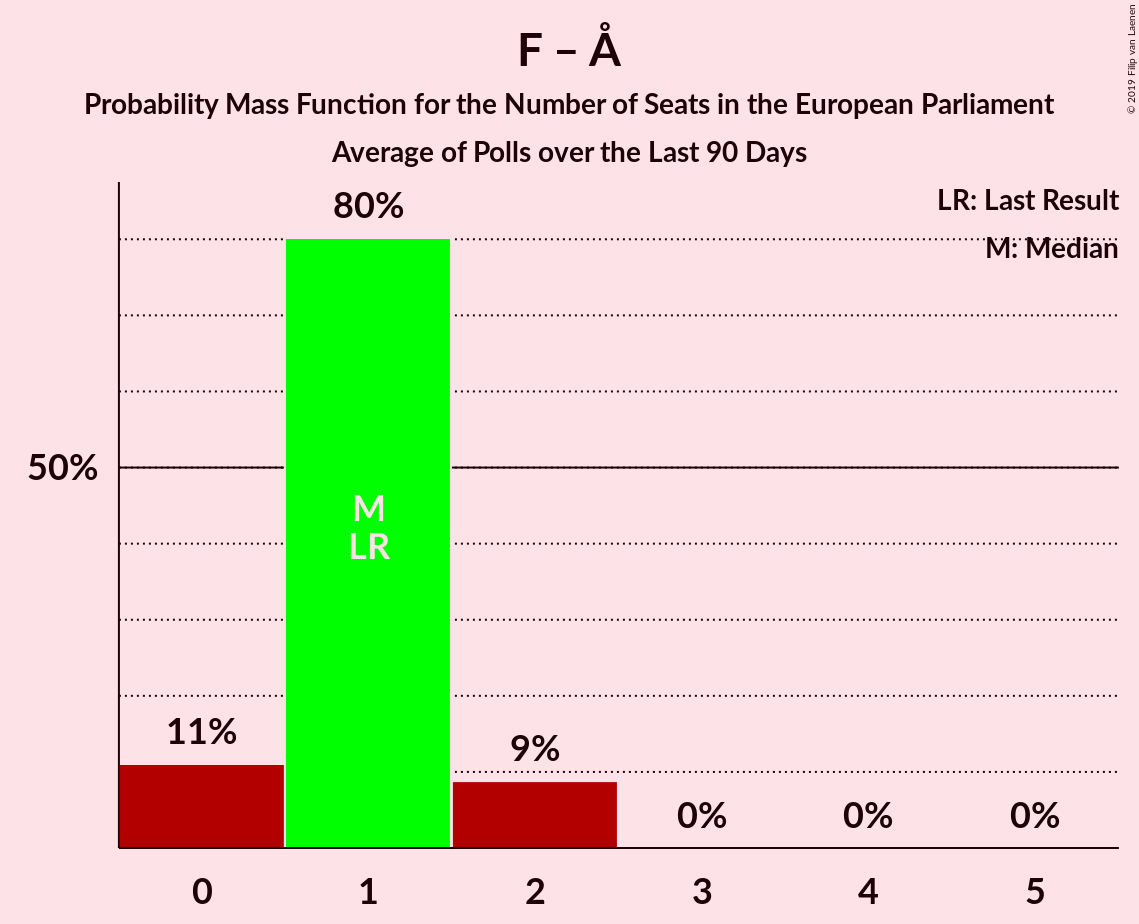 F – Å
Probability Mass Function for the Number of Seats in the European Parliament
Average of Polls over the Last 90 Days
© 2019 Filip van Laenen
LR: Last Result
M: Median
80%
50%
M
LR
11%
9%
0%
0%
0%
0
1
2
3
4
5